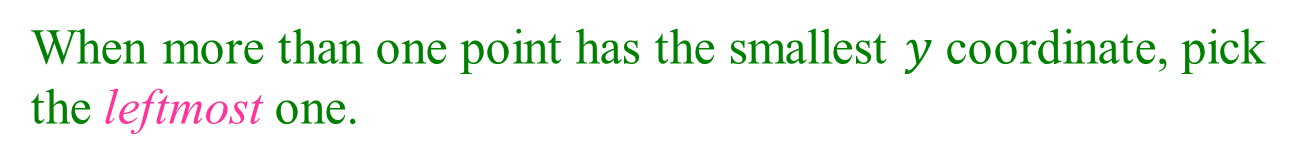 When more than one point has the smallest y coordinate, pick
the leftmost one.